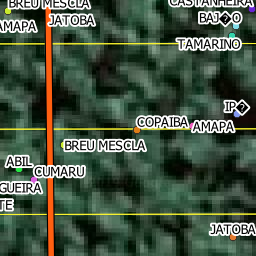 BREU MESCLA
CASTANHEIRA
JATOBA
BAJ�O
AMAPA
TAMARINO
IP�
COPAIBA
AMAPA
BREU MESCLA
ABIL
CUMARU
GUEIRA
TE
JATOBA